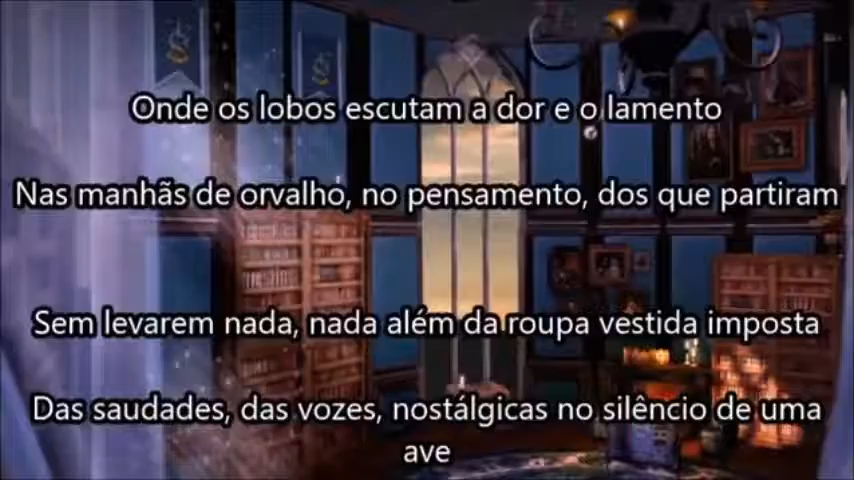 Onde os lobos escutam a dor e o lamento
Nas manhãs de orvalho, no pensamento, dos que partiram
Sem levarem nada, nada além da roupa vestida imposta
Das saudades, das vozes, nostálgicas no silêncio de uma
ave